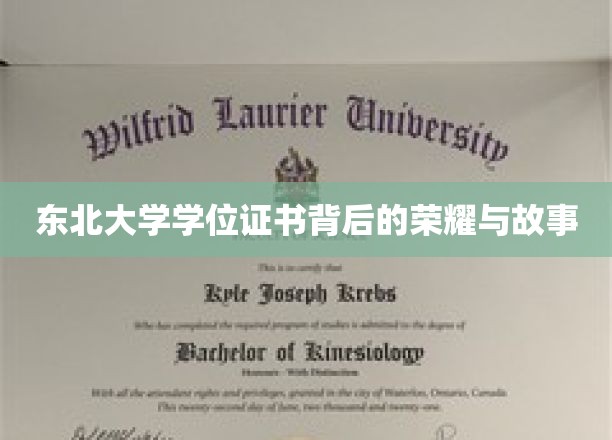 Wilfrid Laurier University
东北大学学位证书背后的荣耀与故事
This is to certify that
Kyle Joseph Krebs
Who has completed the required program of studies is admitted to the degree of
Bachelor of Kinesiology
Honours - With Distinction
With all the attendant rights and privileges, granted in the city of Waterloo, Ontario, Canada
This twenty-second day of June, two thousand and twenty-one.